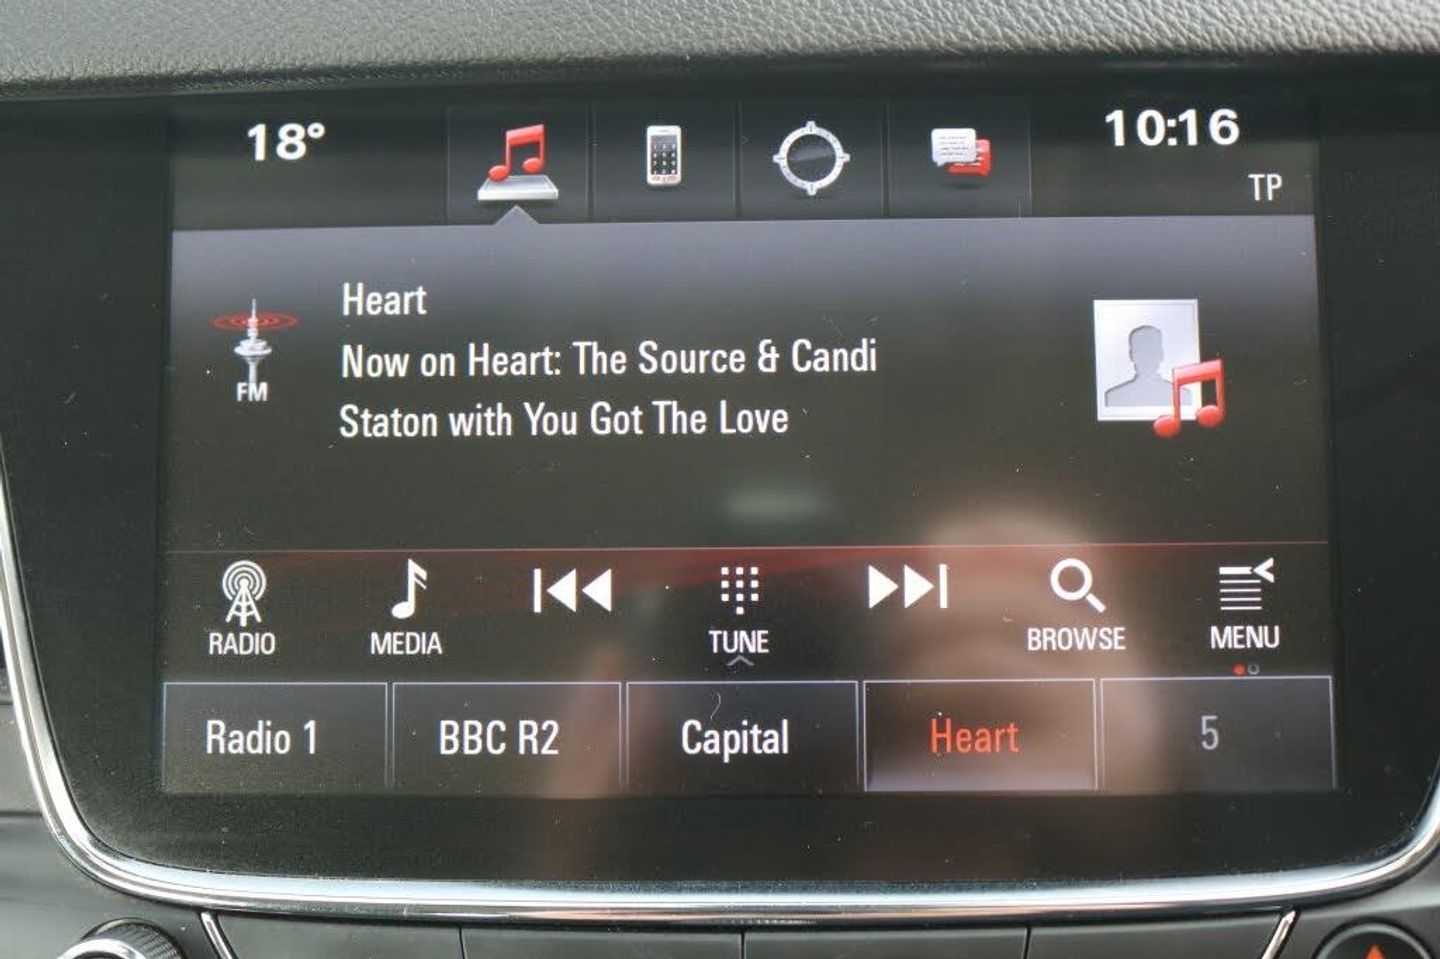 18°
10:16
TP
Heart
Now on Heart: The Source & Candi
Staton with You Got The Love
FM
RADIO
MEDIA
TUNE
BROWSE
MENU
Radio 1
BBC R2
Capital
Heart
5